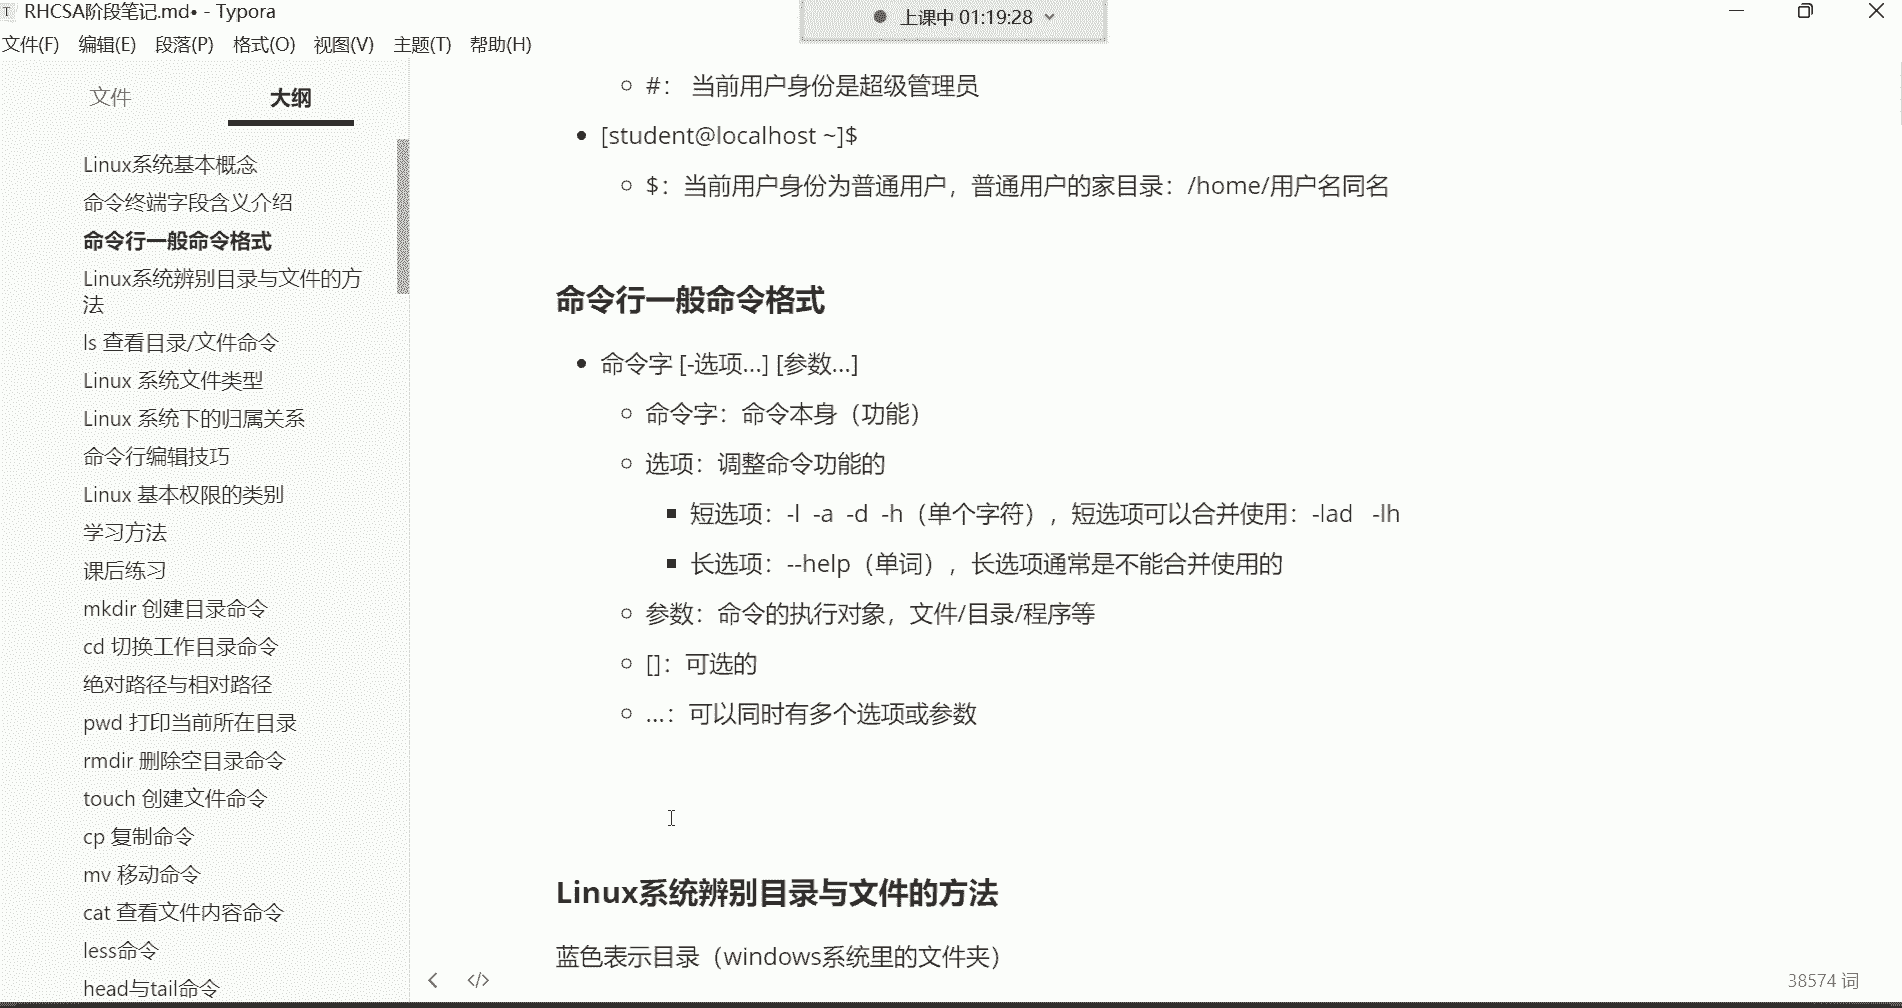 RHCSA阶段笔记.md• - Typora
上课中 01:19:28
文件(F) 编辑(E) 段落(P) 格式(O) 视图(V) 主题(T) 帮助(H)
文件 大纲
Linux系统基本概念
命令终端字段含义介绍
命令行一般命令格式
Linux系统辨别目录与文件的方
法
ls 查看目录/文件命令
Linux 系统文件类型
Linux 系统下的归属关系
命令行编辑技巧
Linux 基本权限的类别
学习方法
课后练习
mkdir 创建目录命令
cd 切换工作目录命令
绝对路径与相对路径
pwd 打印当前所在目录
rmdir 删除空目录命令
touch 创建文件命令
cp 复制命令
mv 移动命令
cat 查看文件内容命令
less命令
head与tail命令
#： 当前用户身份是超级管理员
[student@localhost ~]$
$：当前用户身份为普通用户，普通用户的家目录：/home/用户名同名
命令行一般命令格式
命令字 [-选项...] [参数...]
命令字：命令本身（功能）
选项：调整命令功能的
短选项：-l -a -d -h（单个字符），短选项可以合并使用：-lad -lh
长选项：--help（单词），长选项通常是不能合并使用的
参数：命令的执行对象，文件/目录/程序等
[]：可选的
...：可以同时有多个选项或参数
Linux系统辨别目录与文件的方法
蓝色表示目录（windows系统里的文件夹）
38574 词